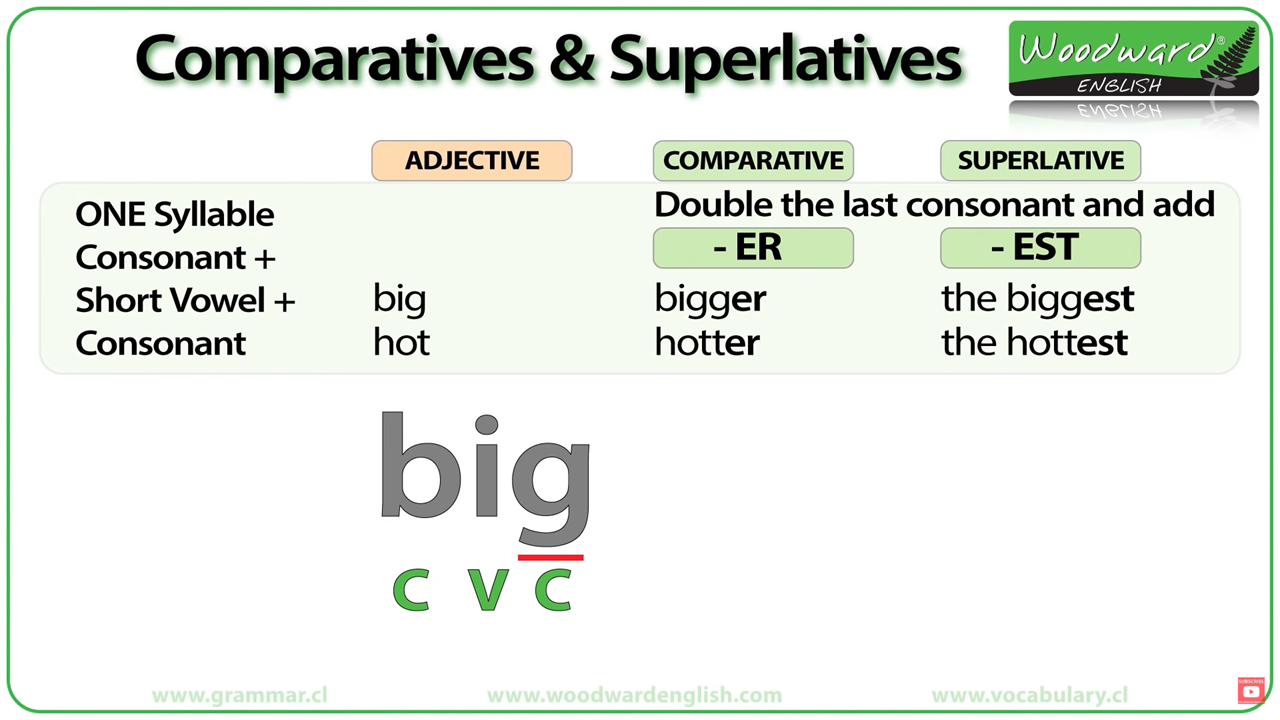 Comparatives & Superlatives
Woodward®
ENGLISH
ADJECTIVE COMPARATIVE SUPERLATIVE
ONE Syllable Double the last consonant and add
Consonant + - ER - EST
Short Vowel + big bigger the biggest
Consonant hot hotter the hottest
big
C V C
www.grammar.cl www.woodwardenglish.com www.vocabulary.cl
SUBSCRIBE